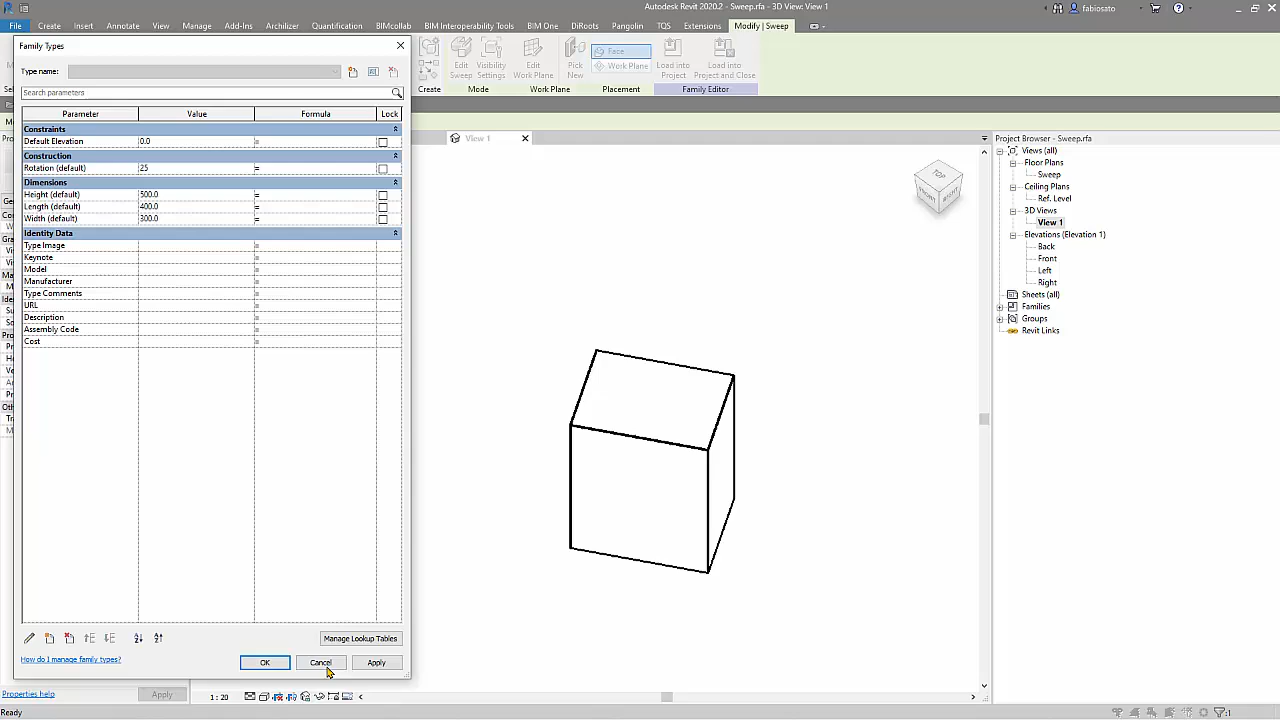 Autodesk Revit 2020.2 - Sweep.rfa - 3D View: View 1
fabiosato
File Create Insert Annotate View Manage Add-Ins Archilizer Quantification BIMcollab BIM Interoperability Tools BIM One DiRoots Pangolin TQS Extensions Modify | Sweep
Family Types
Type name:
Search parameters
Parameter Value Formula Lock
Constraints
Default Elevation 0.0 =
Construction
Rotation (default) 25 =
Dimensions
Height (default) 500.0 =
Length (default) 400.0 =
Width (default) 300.0 =
Identity Data
Type Image =
Keynote =
Model =
Manufacturer =
Type Comments =
URL =
Description =
Assembly Code =
Cost =
Manage Lookup Tables
How do I manage family types?
OK Cancel Apply
Edit Sweep
Visibility Settings
Edit Work Plane
Pick New
Face
Work Plane
Load into Project
Load into Project and Close
Create Mode Work Plane Placement Family Editor
View 1
TOP
FRONT
RIGHT
Project Browser - Sweep.rfa
Views (all)
Floor Plans
Sweep
Ceiling Plans
Ref. Level
3D Views
View 1
Elevations (Elevation 1)
Back
Front
Left
Right
Sheets (all)
Families
Groups
Revit Links
Properties help
Apply
1 : 20
Ready
:1